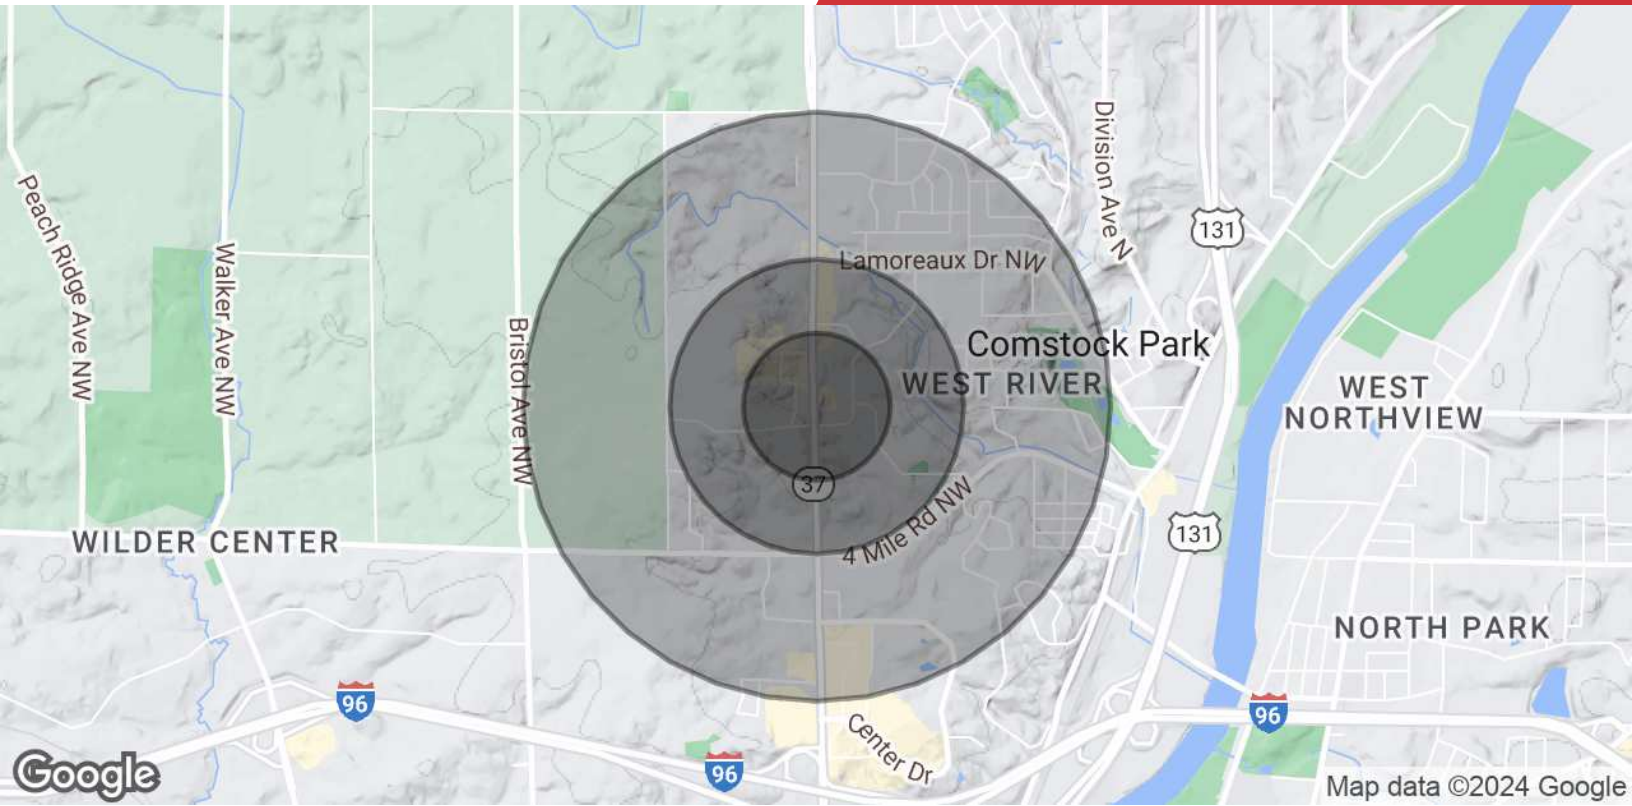 Peach Ridge Ave NW
Walker Ave NW
Bristol Ave NW
Division Ave N
131
Lamoreaux Dr NW
Comstock Park
WEST RIVER
WEST
NORTHVIEW
37
4 Mile Rd NW
131
WILDER CENTER
NORTH PARK
96
96
96
Center Dr
Google
Map data ©2024 Google